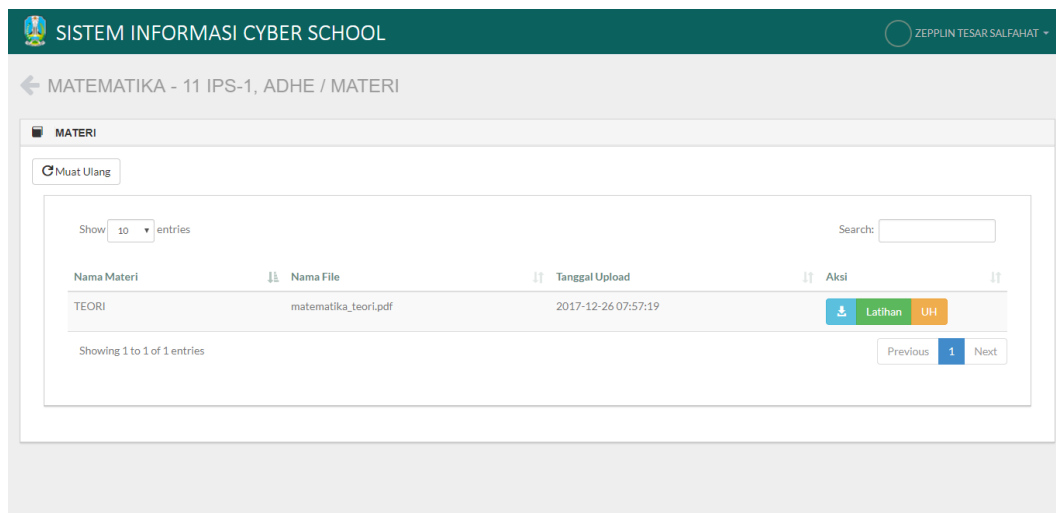 SISTEM INFORMASI CYBER SCHOOL ZEPPLIN TESAR SALFAHAT
MATEMATIKA - 11 IPS-1, ADHE / MATERI
MATERI
Muat Ulang
Show 10 entries Search:
Nama Materi Nama File Tanggal Upload Aksi
TEORI matematika_teori.pdf 2017-12-26 07:57:19 Latihan UH
Showing 1 to 1 of 1 entries Previous 1 Next